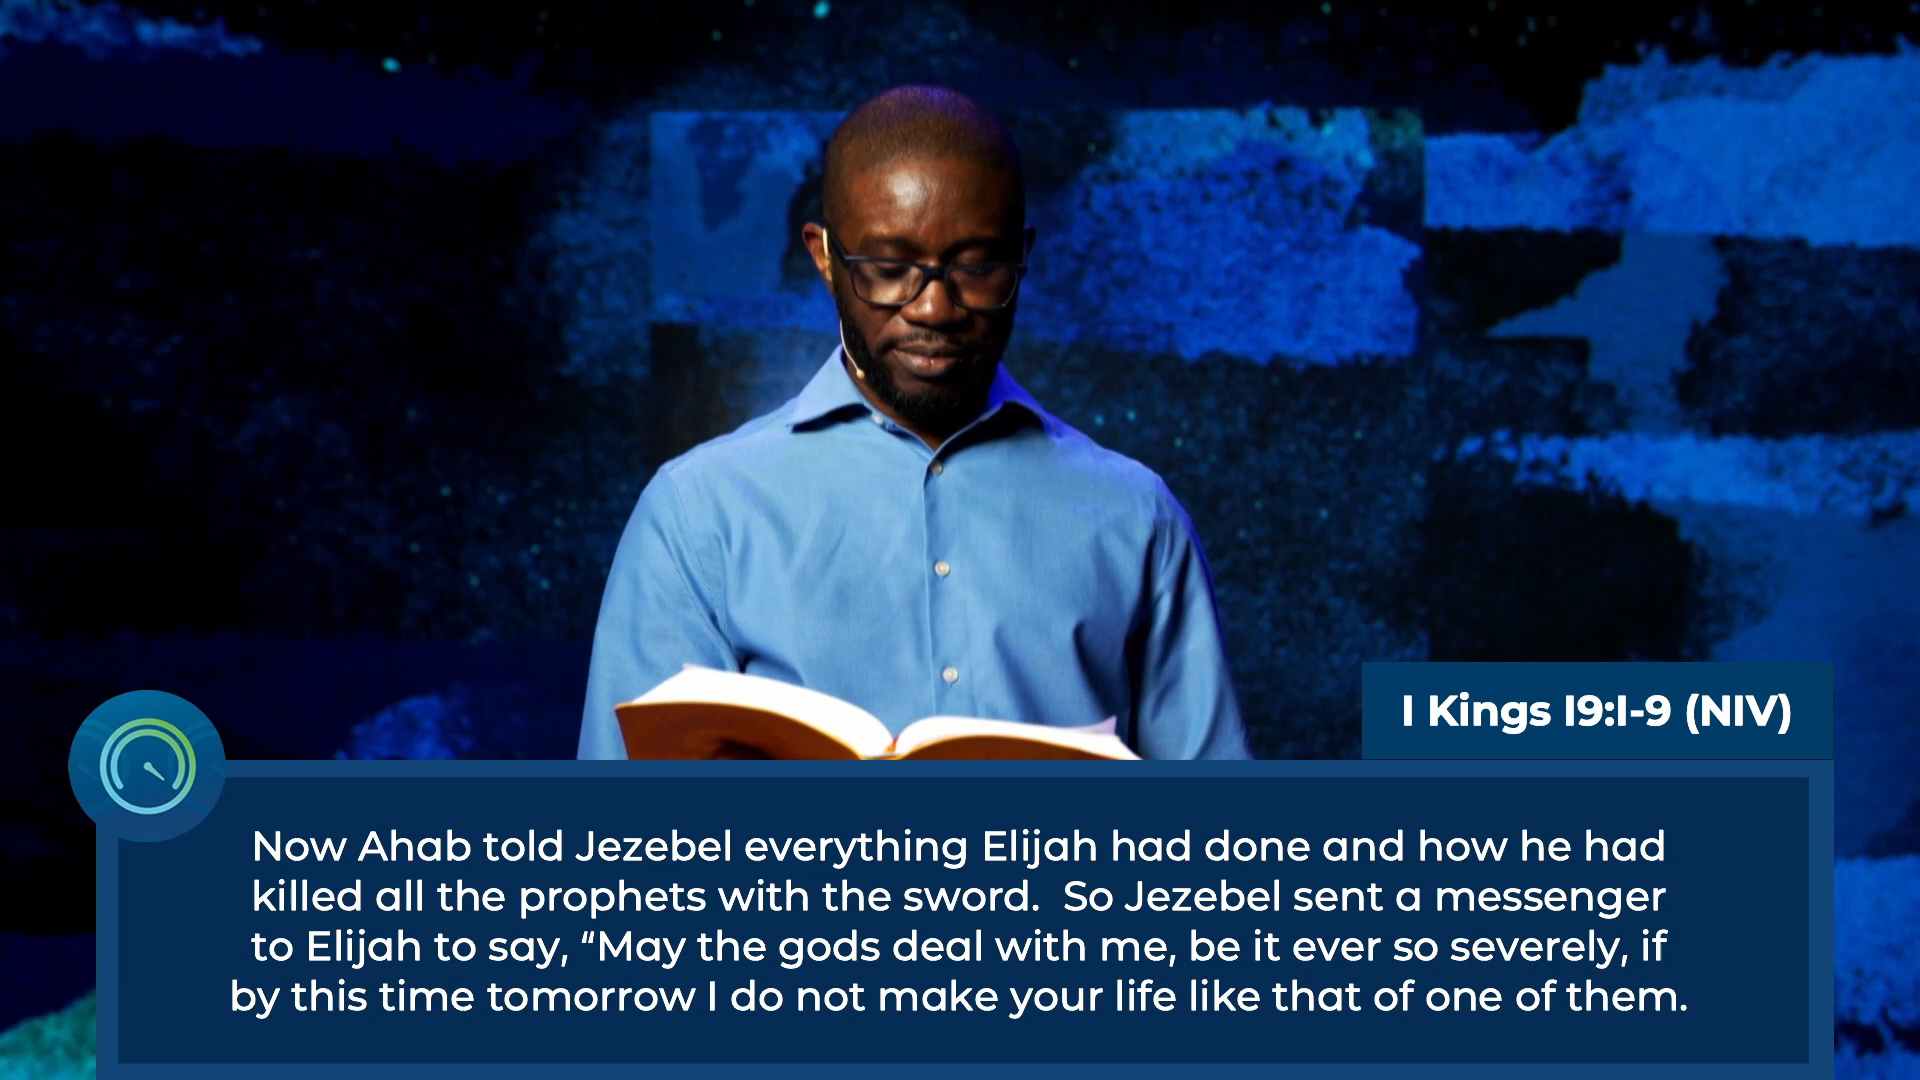 I Kings I9:I-9 (NIV)
Now Ahab told Jezebel everything Elijah had done and how he had
killed all the prophets with the sword.  So Jezebel sent a messenger
to Elijah to say, “May the gods deal with me, be it ever so severely, if
by this time tomorrow I do not make your life like that of one of them.